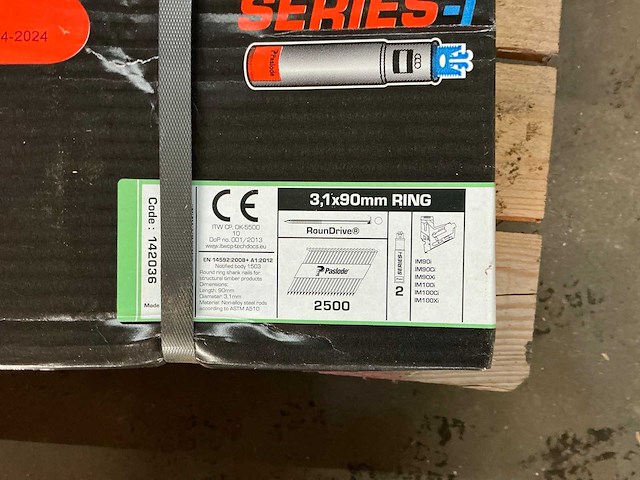 SERIES-i
4-2024
Paslode
Code: 142036
Made
CE
ITW CP, DK-5500
10
DoP no. 001/2013
www.itwcp-techdocs.eu
EN 14592:2008+ A1:2012
Notified body 1503
Round ring shank nails for
structural timber products
Dimensions:
Length: 90mm
Diameter: 3,1mm
Material: Non-alloy steel rods
according to ASTM A510
3,1x90mm RING
RounDrive®
Paslode
2500
SERIES-i
2
IM90i
IM90Ci
IM90Xi
IM100i
IM100Ci
IM100Xi